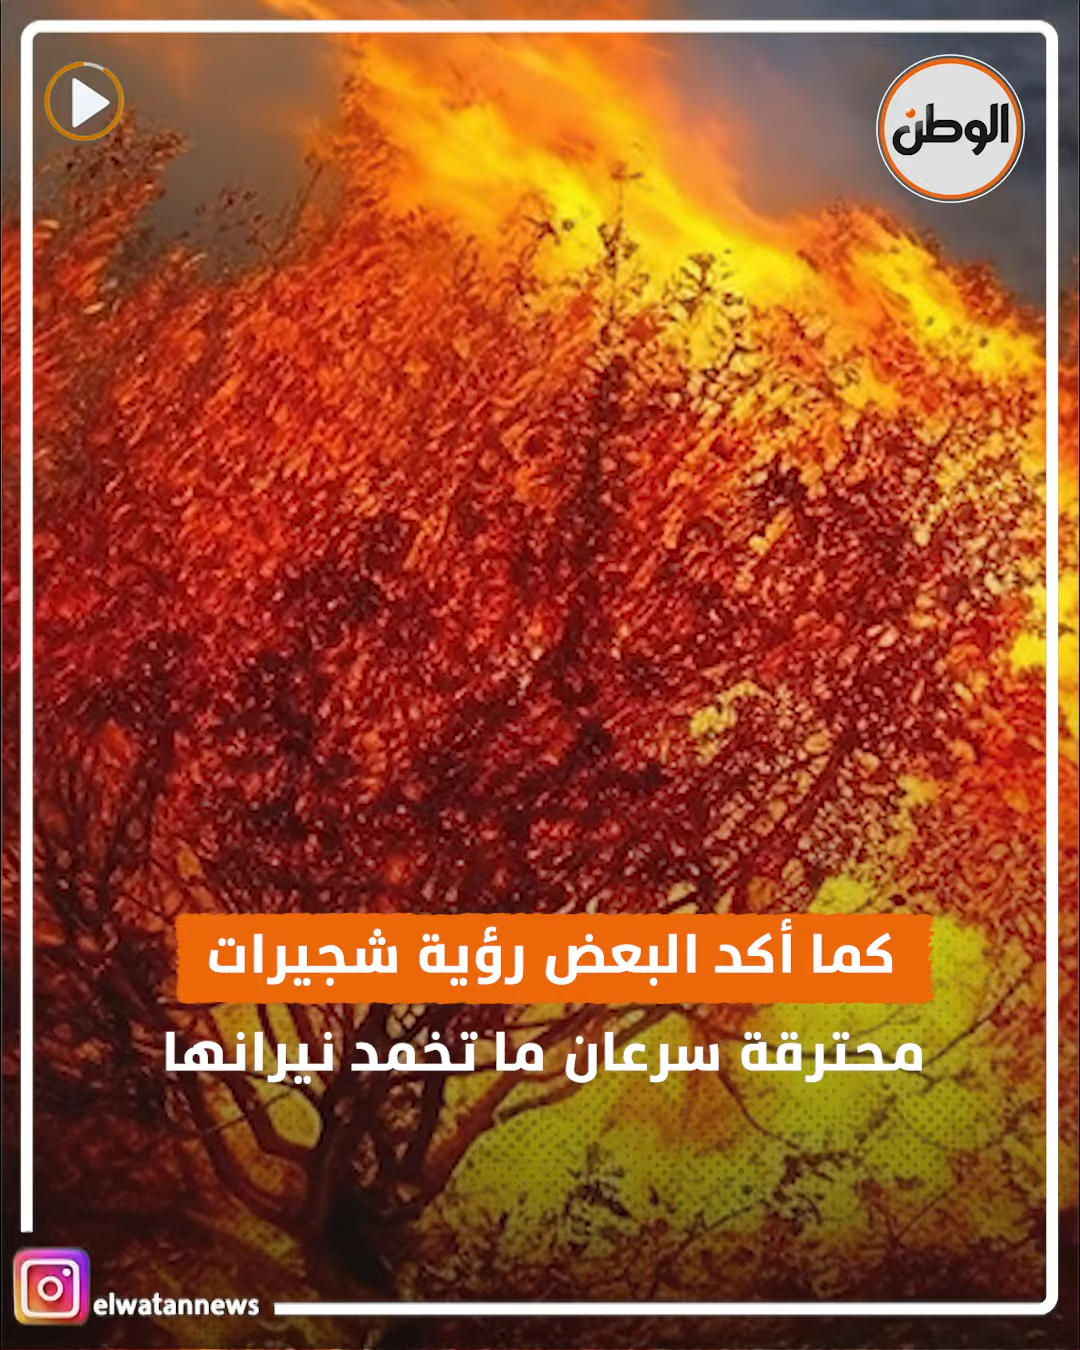 الوطن
كما أكد البعض رؤية شجيرات
محترقة سرعان ما تخمد نيرانها
elwatannews